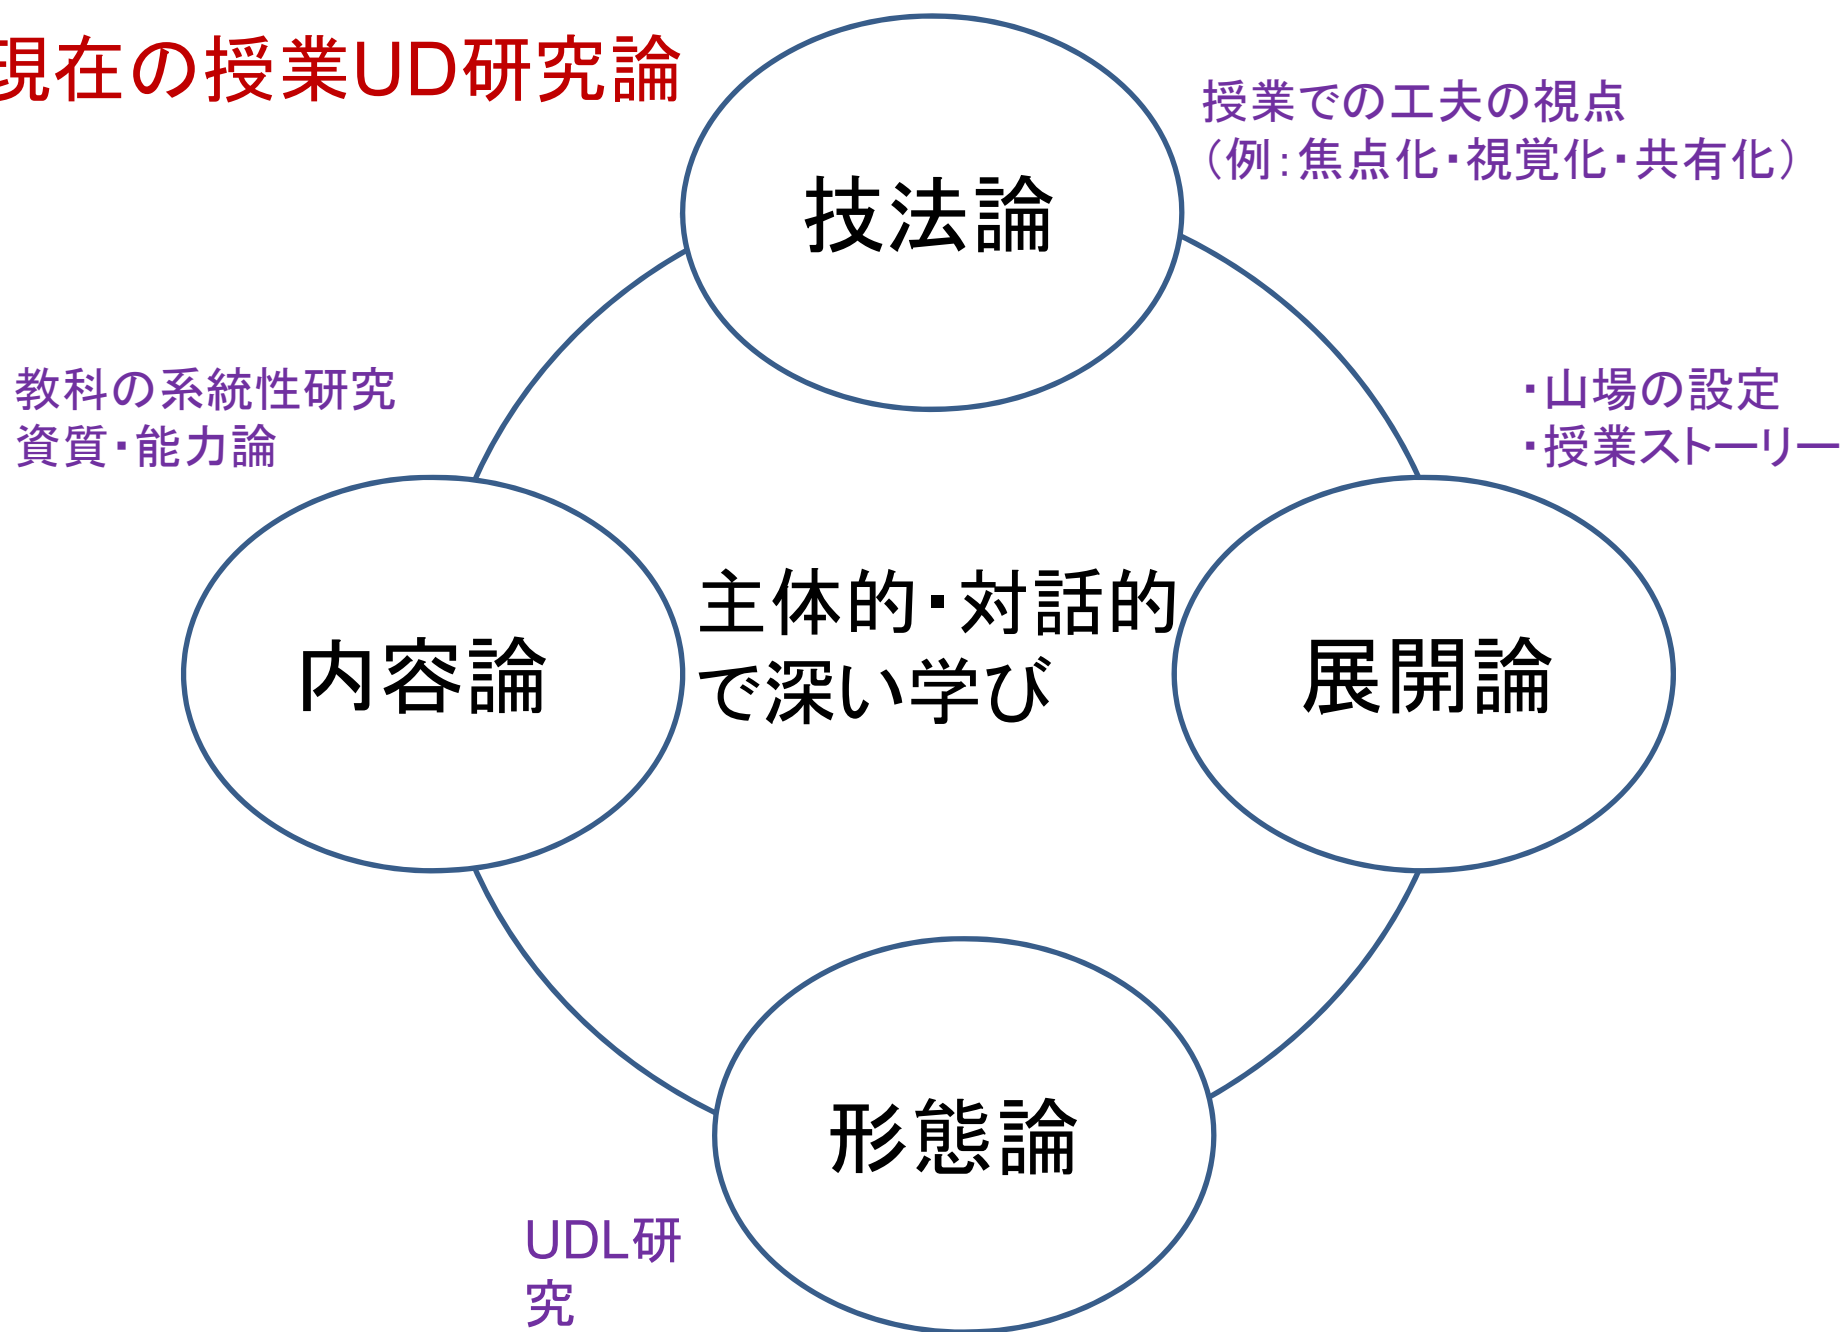 現在の授業UD研究論
技法論
授業での工夫の視点
（例：焦点化・視覚化・共有化）
教科の系統性研究
資質・能力論
・山場の設定
・授業ストーリー
内容論
主体的・対話的
で深い学び
展開論
形態論
UDL研
究